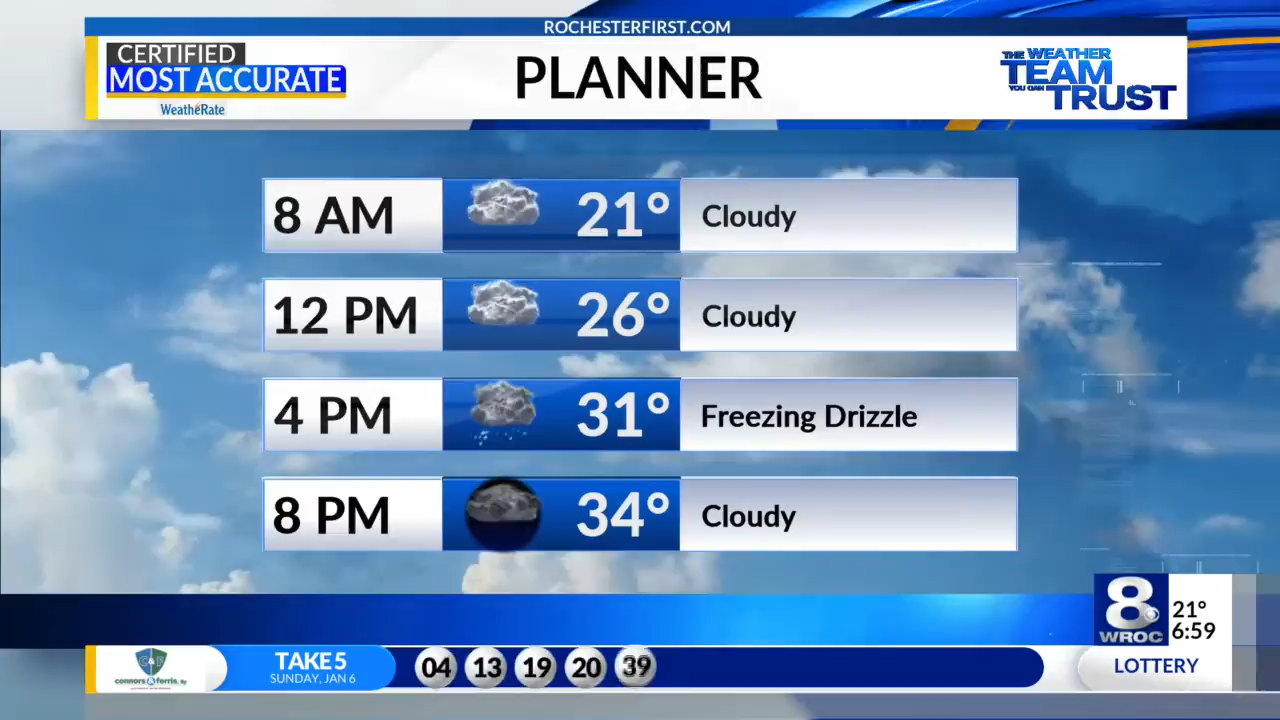 ROCHESTERFIRST.COM
CERTIFIED
MOST ACCURATE
WeatheRate
PLANNER
THE WEATHER
TEAM
YOU CAN
TRUST
8 AM 21° Cloudy
12 PM 26° Cloudy
4 PM 31° Freezing Drizzle
8 PM 34° Cloudy
8
WROC
21°
6:59
connors & ferris, llp
TAKE 5
SUNDAY, JAN 6
04 13 19 20 39
LOTTERY